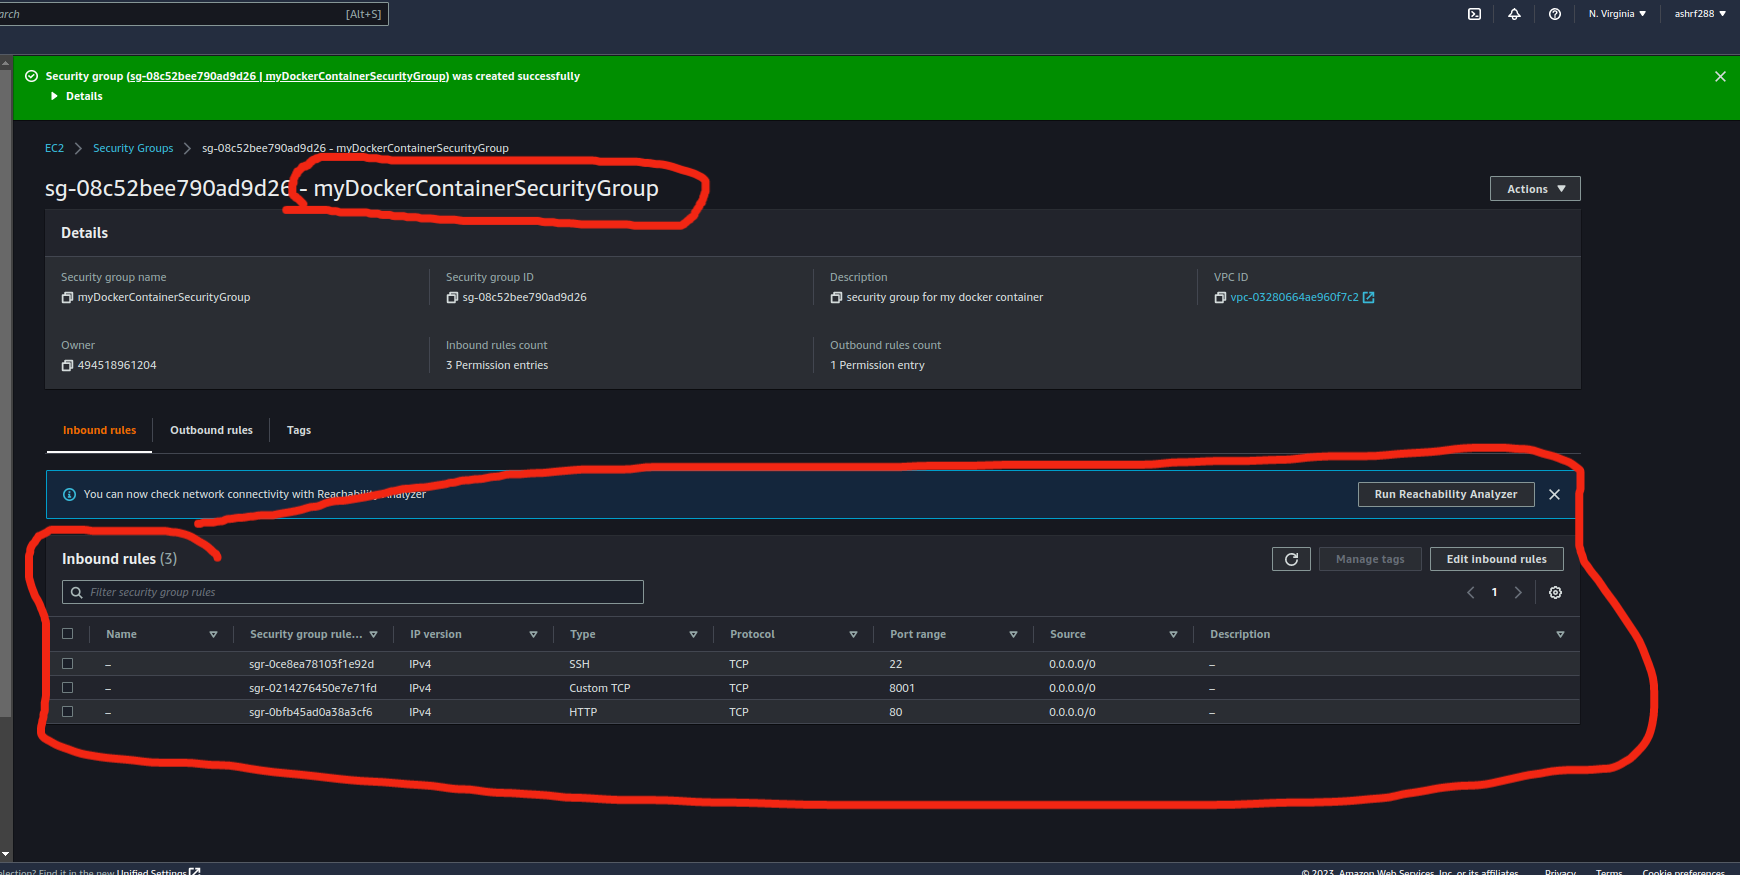 arch [Alt+S] N. Virginia ashrf288
Security group (sg-08c52bee790ad9d26 | myDockerContainerSecurityGroup) was created successfully
Details
EC2 Security Groups sg-08c52bee790ad9d26 - myDockerContainerSecurityGroup
sg-08c52bee790ad9d26 - myDockerContainerSecurityGroup
Actions
Details
Security group name Security group ID Description VPC ID
myDockerContainerSecurityGroup sg-08c52bee790ad9d26 security group for my docker container vpc-03280664ae960f7c2
Owner Inbound rules count Outbound rules count
494518961204 3 Permission entries 1 Permission entry
Inbound rules Outbound rules Tags
You can now check network connectivity with Reachability Analyzer Run Reachability Analyzer
Inbound rules (3) Manage tags Edit inbound rules
Filter security group rules 1
Name Security group rule... IP version Type Protocol Port range Source Description
– sgr-0ce8ea78103f1e92d IPv4 SSH TCP 22 0.0.0.0/0 –
– sgr-0214276450e7e71fd IPv4 Custom TCP TCP 8001 0.0.0.0/0 –
– sgr-0bfb45ad0a38a3cf6 IPv4 HTTP TCP 80 0.0.0.0/0 –
election? Find it in the new Unified Settings © 2023, Amazon Web Services, Inc. or its affiliates. Privacy Terms Cookie preferences